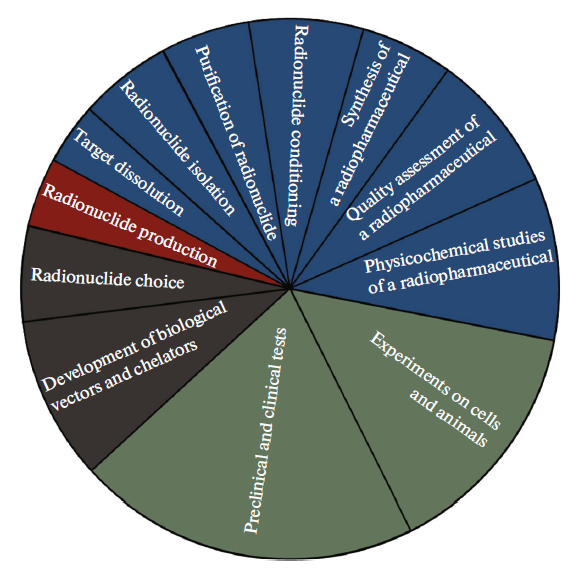 Radionuclide conditioning
Synthesis of
a radiopharmaceutical
Quality assessment of
a radiopharmaceutical
Physicochemical studies
of a radiopharmaceutical
Experiments on cells
and animals
Preclinical and clinical tests
Development of biological
vectors and chelators
Radionuclide choice
Radionuclide production
Target dissolution
Radionuclide isolation
Purification of radionuclide